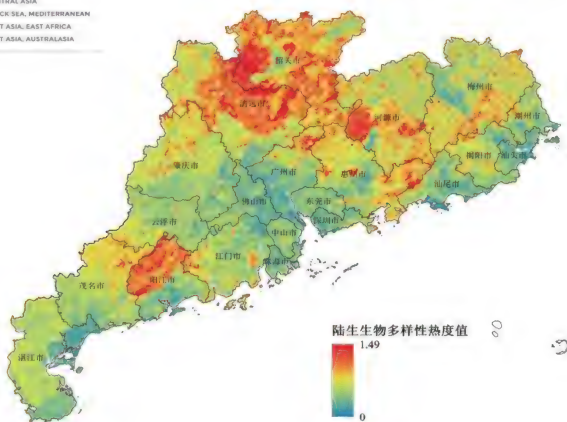 CK SEA, MEDITERRANEAN
T ASIA, EAST AFRICA
T ASIA, AUSTRALASIA
韶关市
清远市
梅州市
河源市
潮州市
肇庆市
广州市
惠州市
揭阳市
汕头市
汕尾市
佛山市
东莞市
云浮市
深圳市
中山市
江门市
珠海市
阳江市
茂名市
湛江市
陆生生物多样性热度值
1.49
0